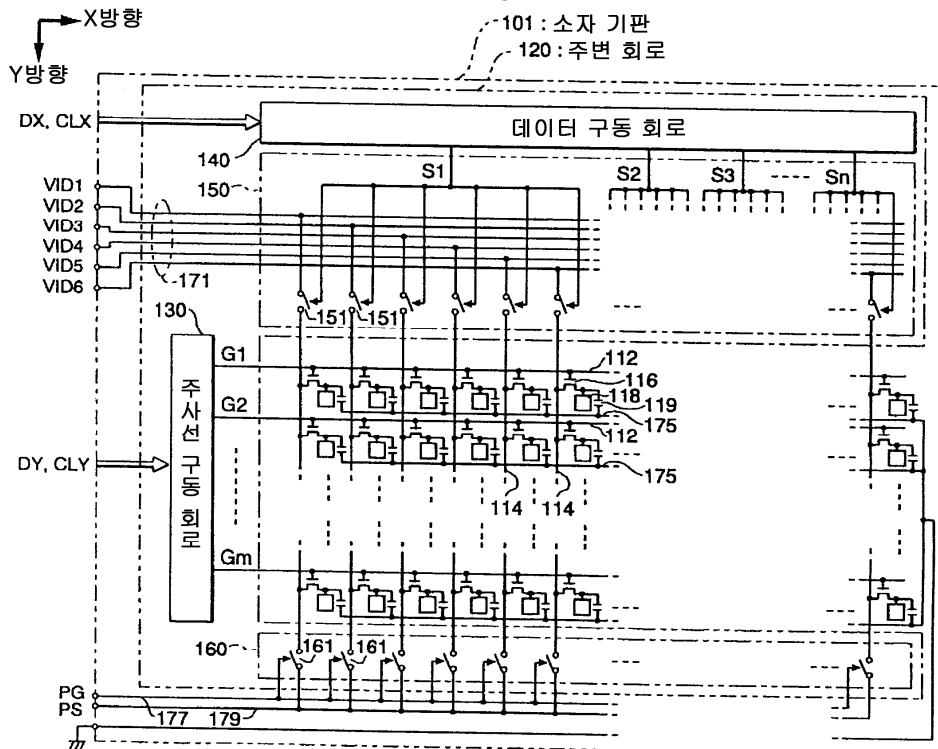 X방향
Y방향
101 : 소자 기판
120 : 주변 회로
DX, CLX
데이터 구동 회로
140
S1
S2
S3
Sn
150
VID1
VID2
VID3
VID4
VID5
VID6
171
151
151
130
주사선 구동 회로
G1
112
116
118
119
G2
175
112
DY, CLY
175
114
114
Gm
160
161
161
PG
PS
177
179